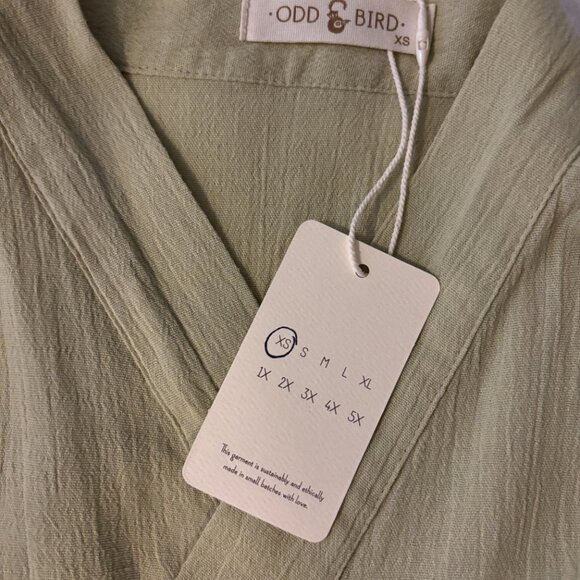 ·ODD & BIRD·
XS
XS S M L XL
1X 2X 3X 4X 5X
This garment is sustainably and ethically
made in small batches with love.